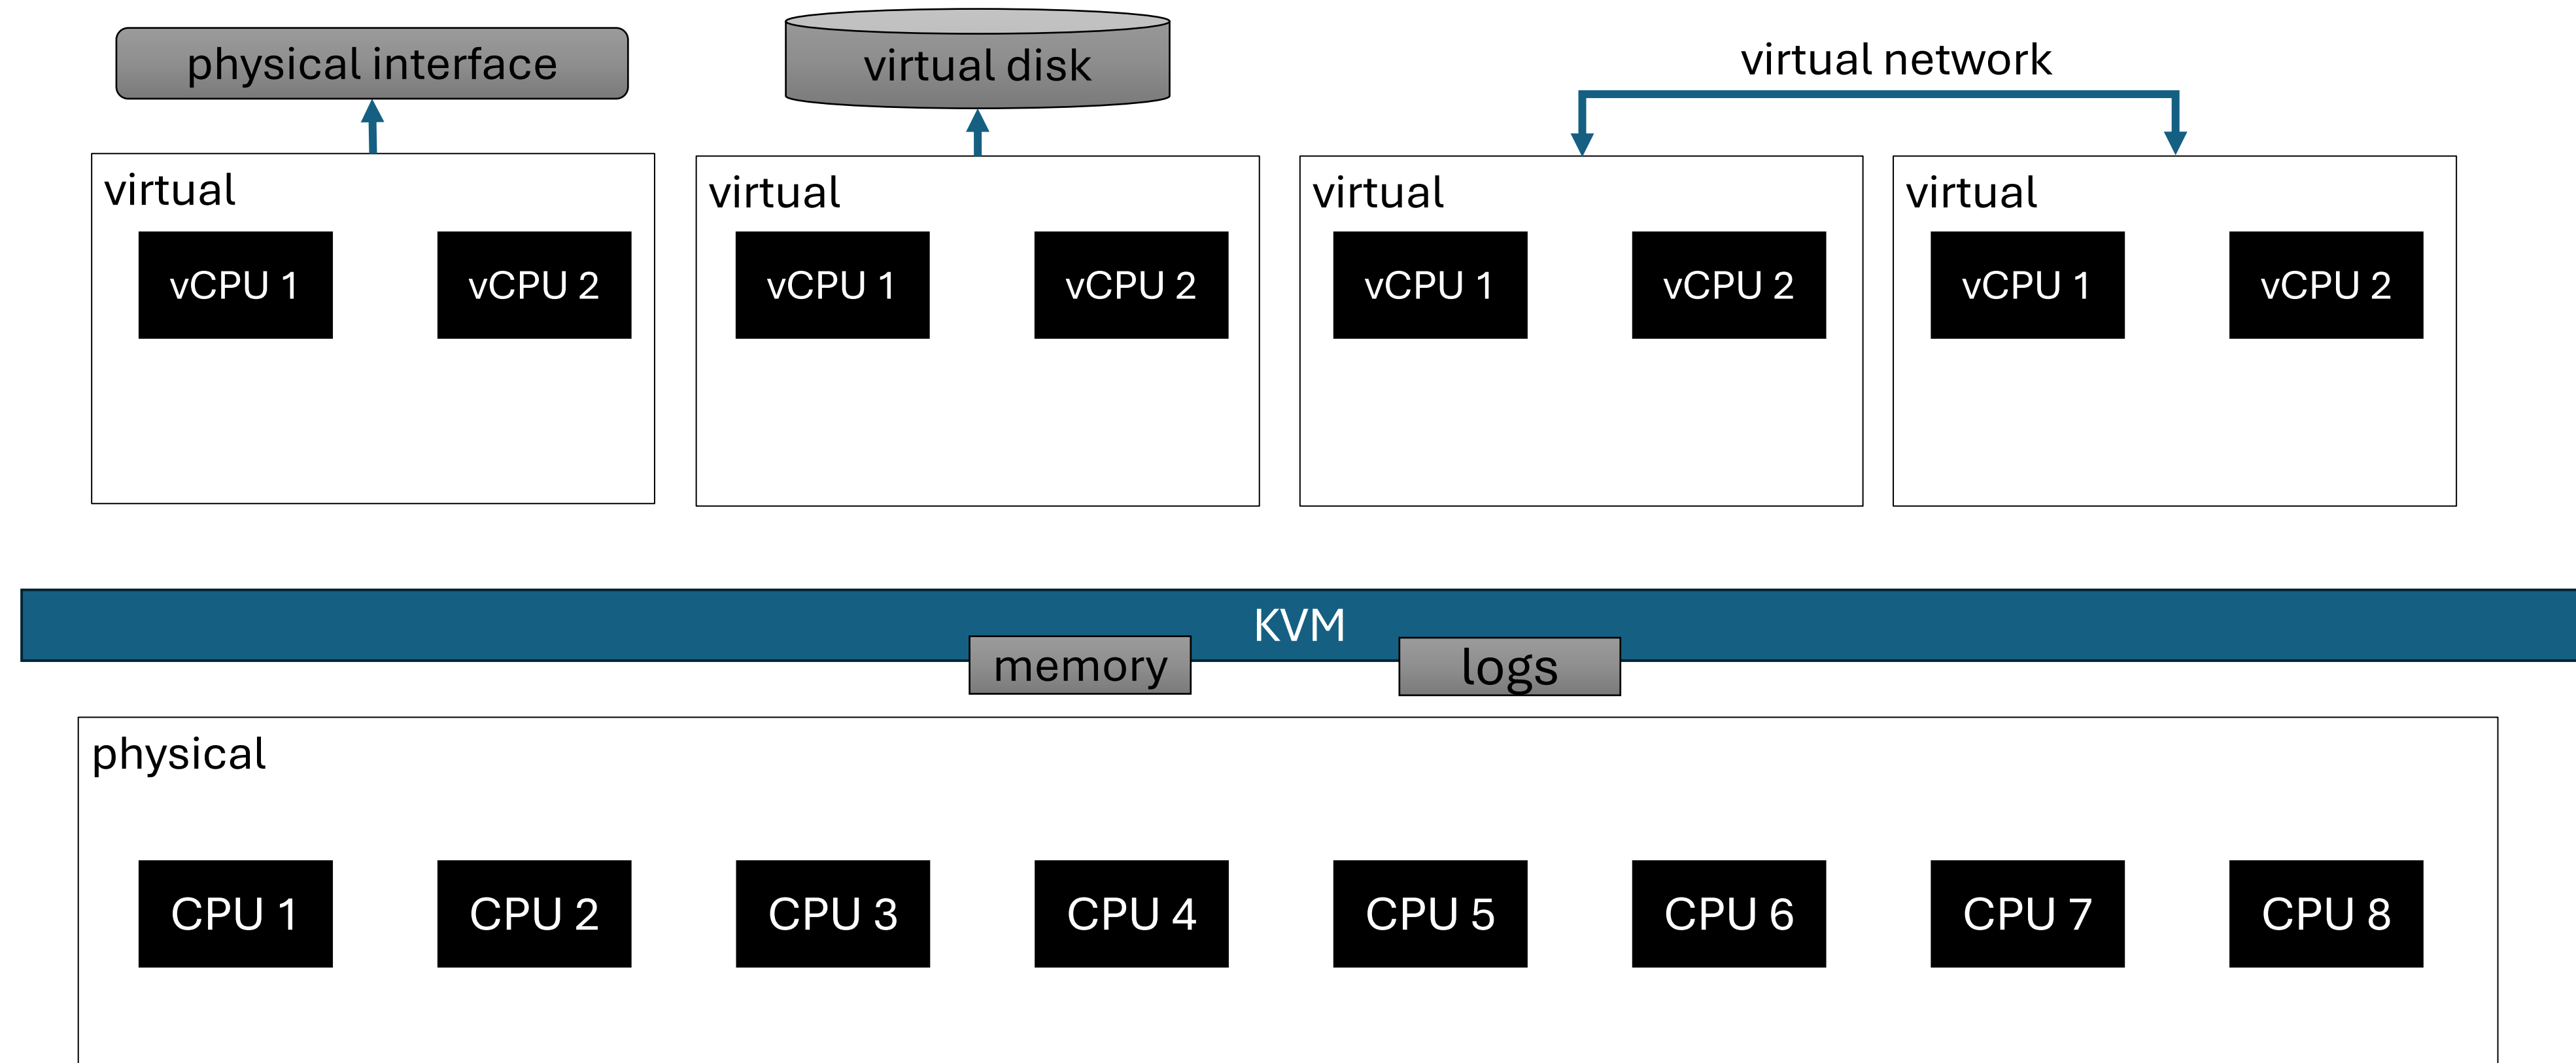 physical interface
virtual disk
virtual network
virtual
vCPU 1
vCPU 2
virtual
vCPU 1
vCPU 2
virtual
vCPU 1
vCPU 2
virtual
vCPU 1
vCPU 2
KVM
memory
logs
physical
CPU 1
CPU 2
CPU 3
CPU 4
CPU 5
CPU 6
CPU 7
CPU 8